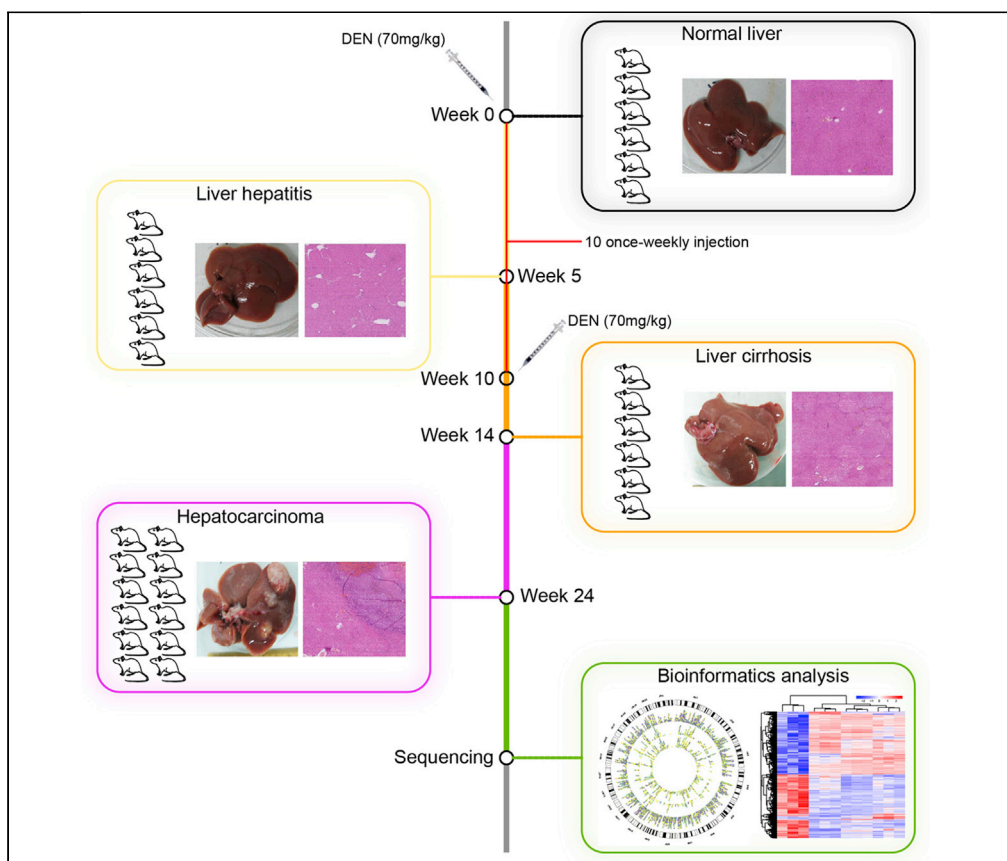 DEN (70mg/kg)
Normal liver
Week 0
Liver hepatitis
10 once-weekly injection
Week 5
DEN (70mg/kg)
Liver cirrhosis
Week 10
Week 14
Hepatocarcinoma
Week 24
Bioinformatics analysis
Sequencing